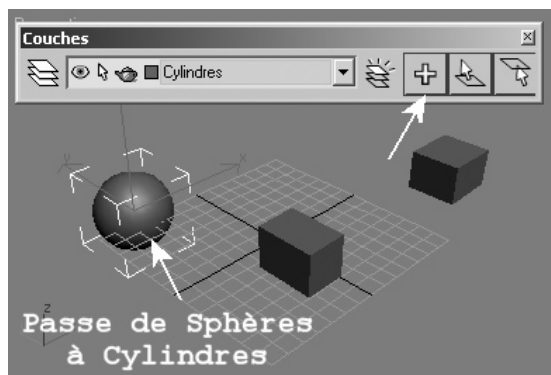 Couches
Cylindres
y
x
z
Passe de Sphères
à Cylindres